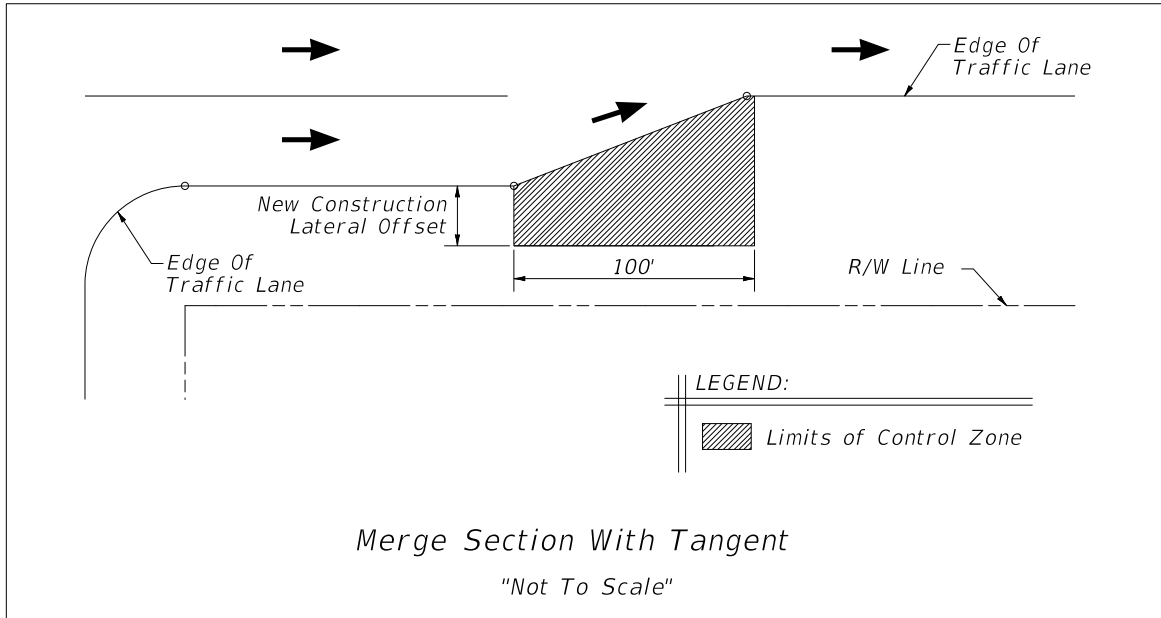 Edge Of
Traffic Lane
New Construction
Lateral Offset
Edge Of
Traffic Lane
100'
R/W Line
LEGEND:
Limits of Control Zone
Merge Section With Tangent
"Not To Scale"